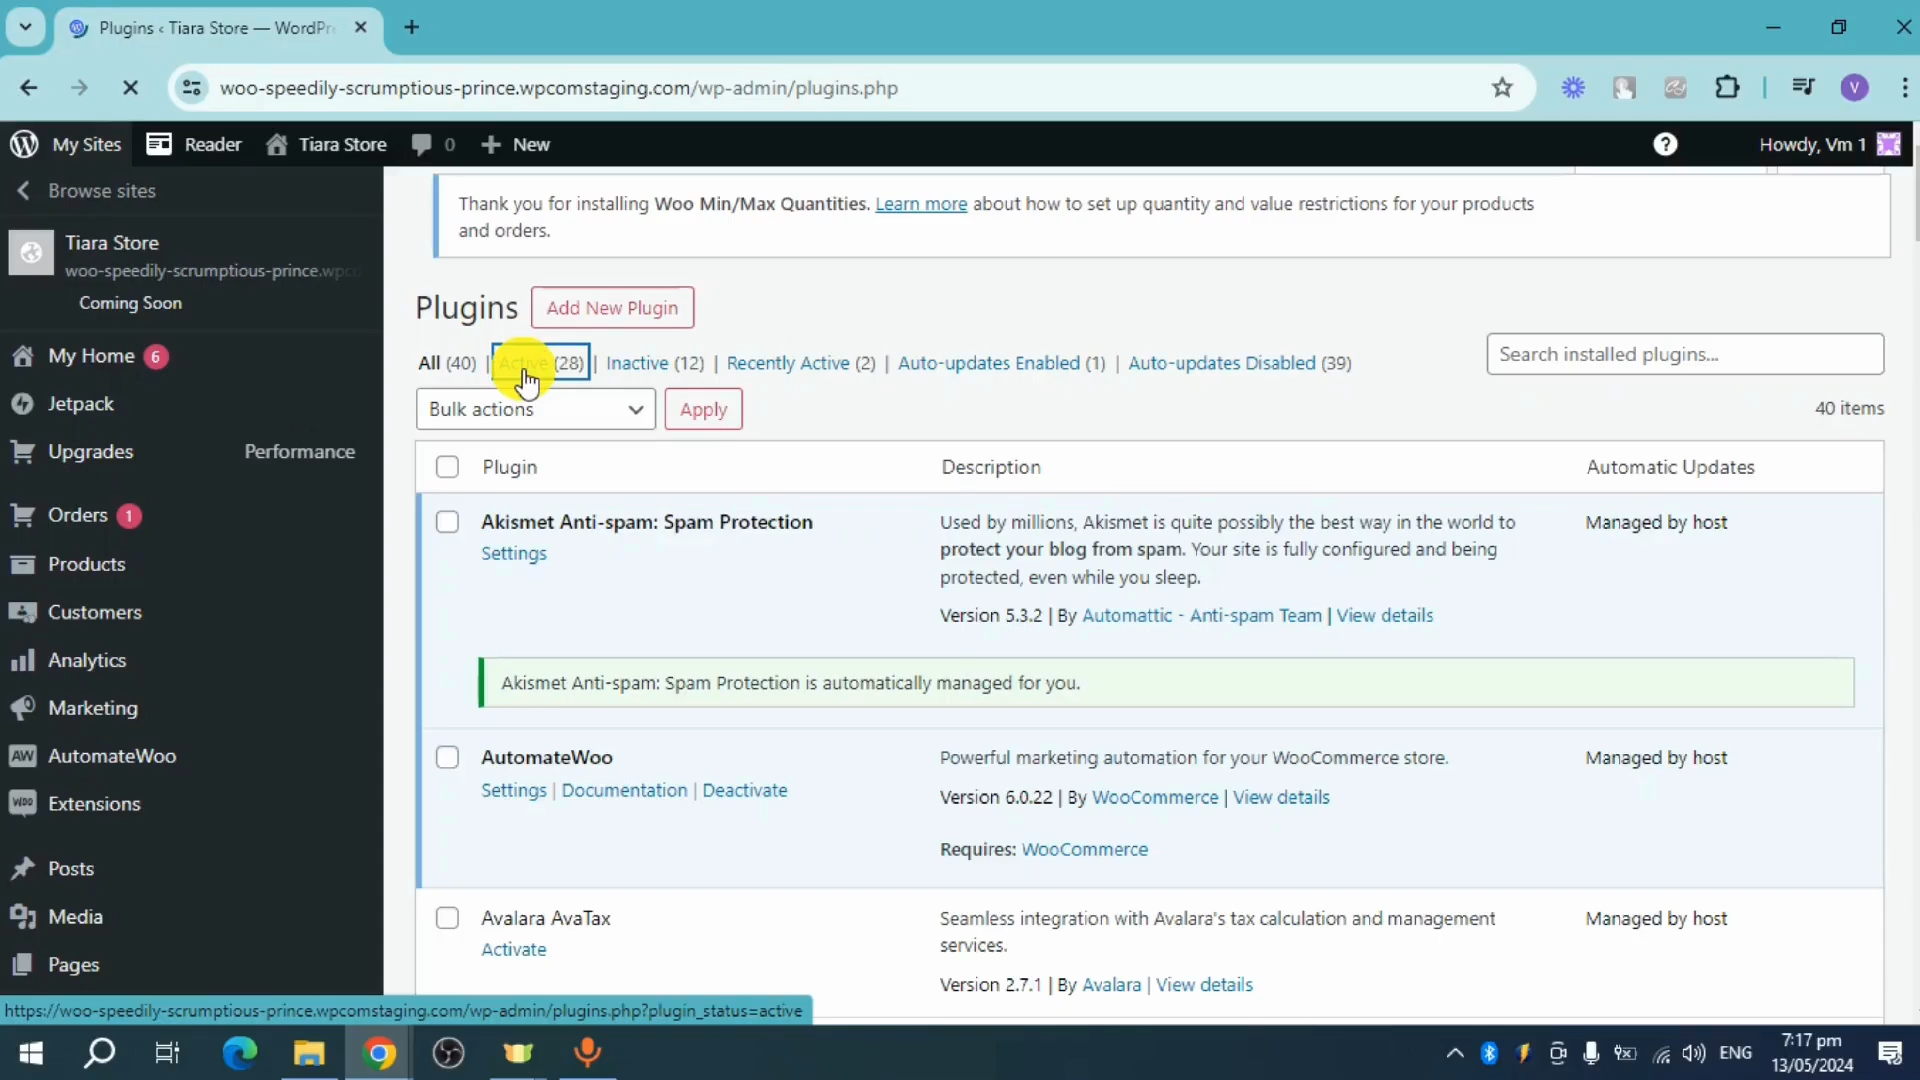 Plugins ‹ Tiara Store — WordPr
woo-speedily-scrumptious-prince.wpcomstaging.com/wp-admin/plugins.php
V
My Sites Reader Tiara Store 0 New Howdy, Vm 1
Browse sites
Tiara Store
woo-speedily-scrumptious-prince.wpc
Coming Soon
My Home 6
Jetpack
Upgrades Performance
Orders 1
Products
Customers
Analytics
Marketing
AW AutomateWoo
Woo Extensions
Posts
Media
Pages
Thank you for installing Woo Min/Max Quantities. Learn more about how to set up quantity and value restrictions for your products
and orders.
Plugins Add New Plugin
All (40) | Active (28) | Inactive (12) | Recently Active (2) | Auto-updates Enabled (1) | Auto-updates Disabled (39)
Search installed plugins...
Bulk actions Apply 40 items
Plugin Description Automatic Updates
Akismet Anti-spam: Spam Protection
Settings
Used by millions, Akismet is quite possibly the best way in the world to
protect your blog from spam. Your site is fully configured and being
protected, even while you sleep.
Version 5.3.2 | By Automattic - Anti-spam Team | View details
Managed by host
Akismet Anti-spam: Spam Protection is automatically managed for you.
AutomateWoo
Settings | Documentation | Deactivate
Powerful marketing automation for your WooCommerce store.
Version 6.0.22 | By WooCommerce | View details
Requires: WooCommerce
Managed by host
Avalara AvaTax
Activate
Seamless integration with Avalara's tax calculation and management
services.
Version 2.7.1 | By Avalara | View details
Managed by host
https://woo-speedily-scrumptious-prince.wpcomstaging.com/wp-admin/plugins.php?plugin_status=active
ENG
7:17 pm
13/05/2024